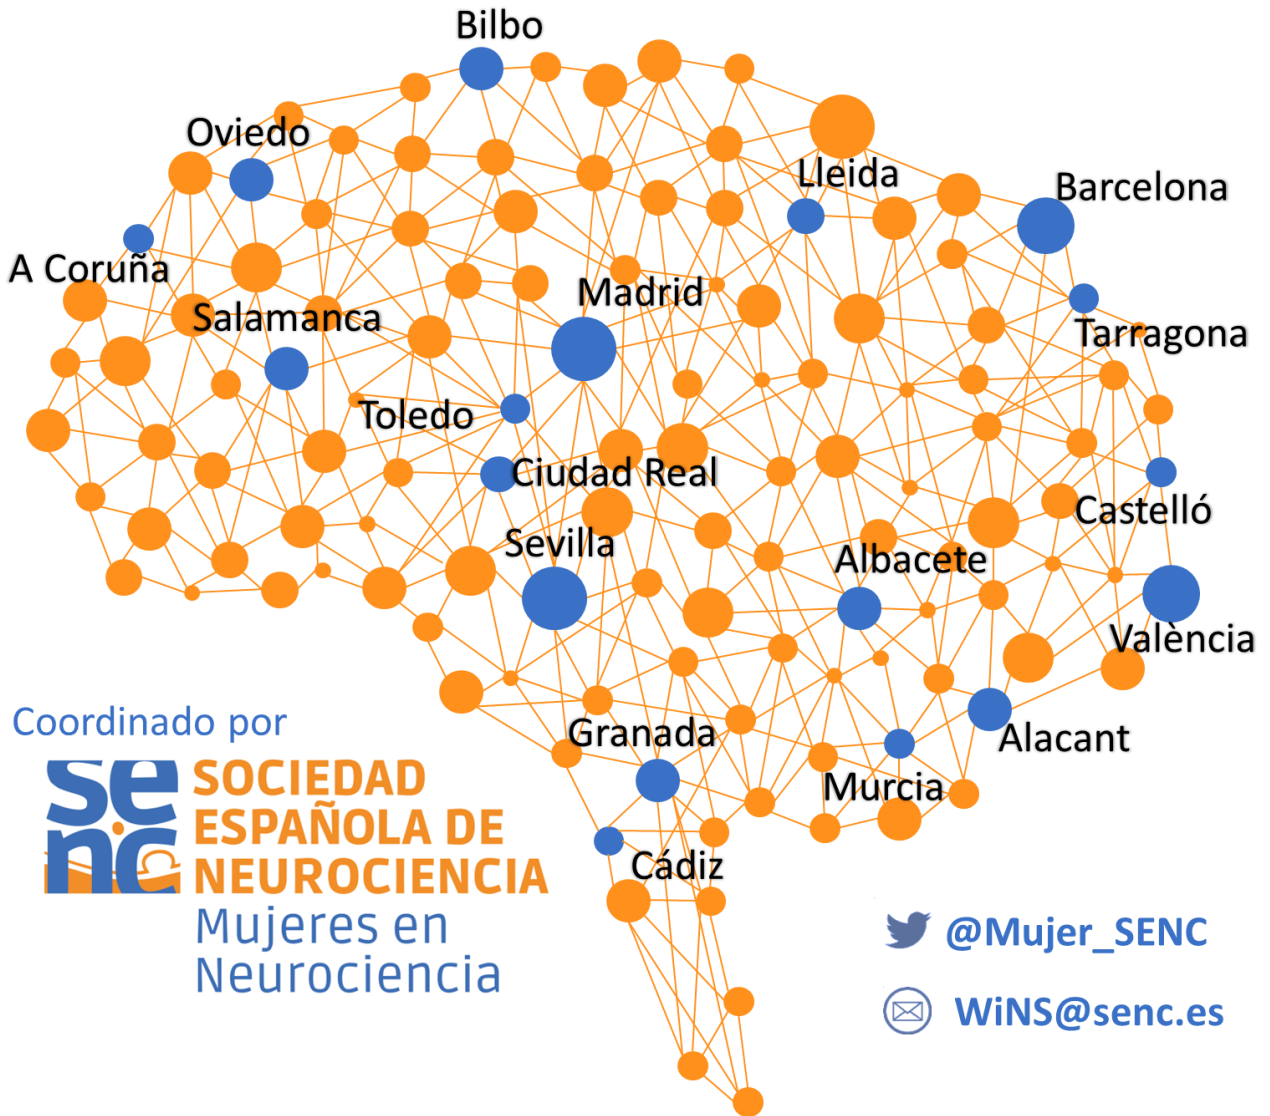 Bilbo
Oviedo
Lleida
Barcelona
A Coruña
Salamanca
Madrid
Tarragona
Toledo
Ciudad Real
Castelló
Sevilla
Albacete
València
Coordinado por
Granada
Alacant
Murcia
Cádiz
senc
SOCIEDAD
ESPAÑOLA DE
NEUROCIENCIA
Mujeres en
Neurociencia
@Mujer_SENC
WiNS@senc.es